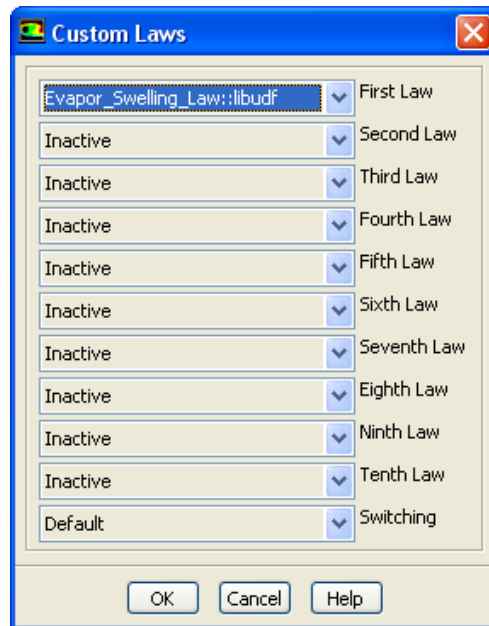 Custom Laws
Evapor_Swelling_Law::libudf First Law
Inactive Second Law
Inactive Third Law
Inactive Fourth Law
Inactive Fifth Law
Inactive Sixth Law
Inactive Seventh Law
Inactive Eighth Law
Inactive Ninth Law
Inactive Tenth Law
Default Switching
OK Cancel Help